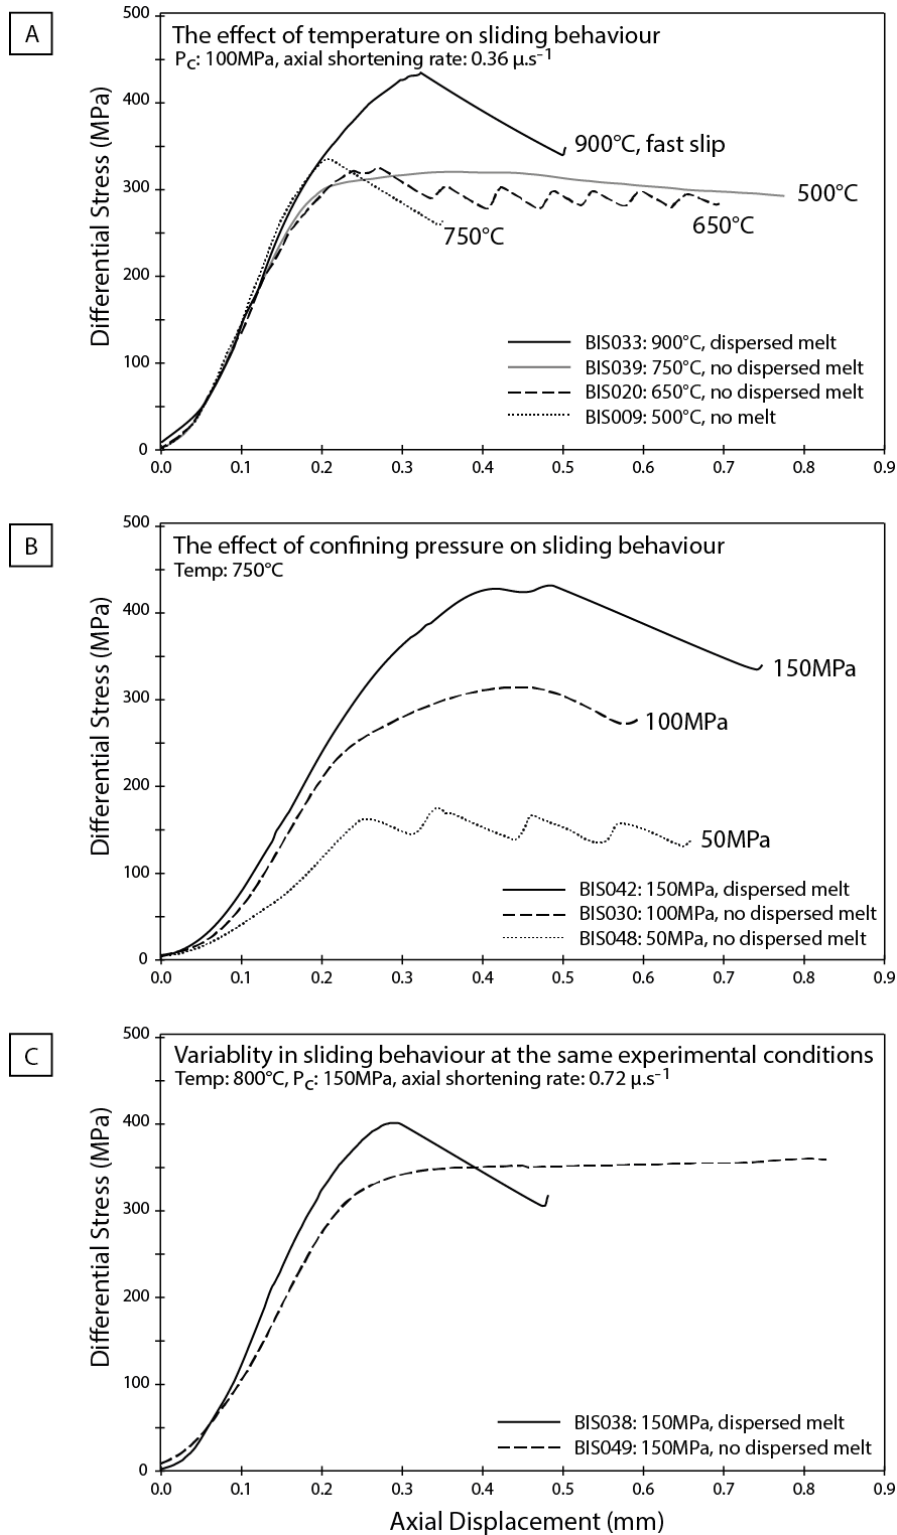 A
The effect of temperature on sliding behaviour
Pc: 100MPa, axial shortening rate: 0.36 μ.s-1
Differential Stress (MPa)
500
400
300
200
100
0
900°C, fast slip
500°C
650°C
750°C
BIS033: 900°C, dispersed melt
BIS039: 750°C, no dispersed melt
BIS020: 650°C, no dispersed melt
BIS009: 500°C, no melt
0.0 0.1 0.2 0.3 0.4 0.5 0.6 0.7 0.8 0.9
B
The effect of confining pressure on sliding behaviour
Temp: 750°C
Differential Stress (MPa)
500
400
300
200
100
0
150MPa
100MPa
50MPa
BIS042: 150MPa, dispersed melt
BIS030: 100MPa, no dispersed melt
BIS048: 50MPa, no dispersed melt
0.0 0.1 0.2 0.3 0.4 0.5 0.6 0.7 0.8 0.9
C
Variablity in sliding behaviour at the same experimental conditions
Temp: 800°C, Pc: 150MPa, axial shortening rate: 0.72 μ.s-1
Differential Stress (MPa)
500
400
300
200
100
0
BIS038: 150MPa, dispersed melt
BIS049: 150MPa, no dispersed melt
0.0 0.1 0.2 0.3 0.4 0.5 0.6 0.7 0.8 0.9
Axial Displacement (mm)